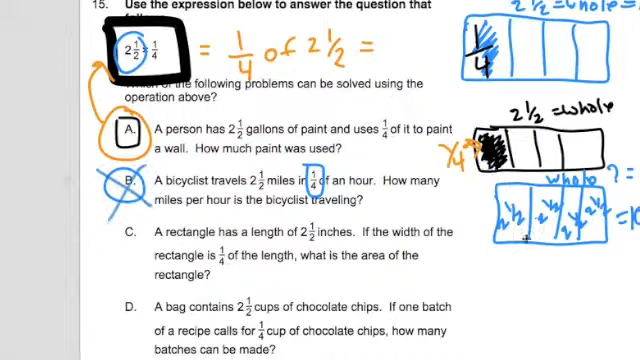 15. Use the expression below to answer the question that
2 1/2 × 1/4 = 1/4 of 2 1/2 =
of the following problems can be solved using the
operation above?
A. A person has 2 1/2 gallons of paint and uses 1/4 of it to paint
a wall. How much paint was used?
B. A bicyclist travels 2 1/2 miles in 1/4 of an hour. How many
miles per hour is the bicyclist traveling?
C. A rectangle has a length of 2 1/2 inches. If the width of the
rectangle is 1/4 of the length, what is the area of the
rectangle?
D. A bag contains 2 1/2 cups of chocolate chips. If one batch
of a recipe calls for 1/4 cup of chocolate chips, how many
batches can be made?
2 1/2 = whole
1/4
2 1/2 = whole
1/4
whole ? =
2 1/2 2 1/2 2 1/2 2 1/2 = 10